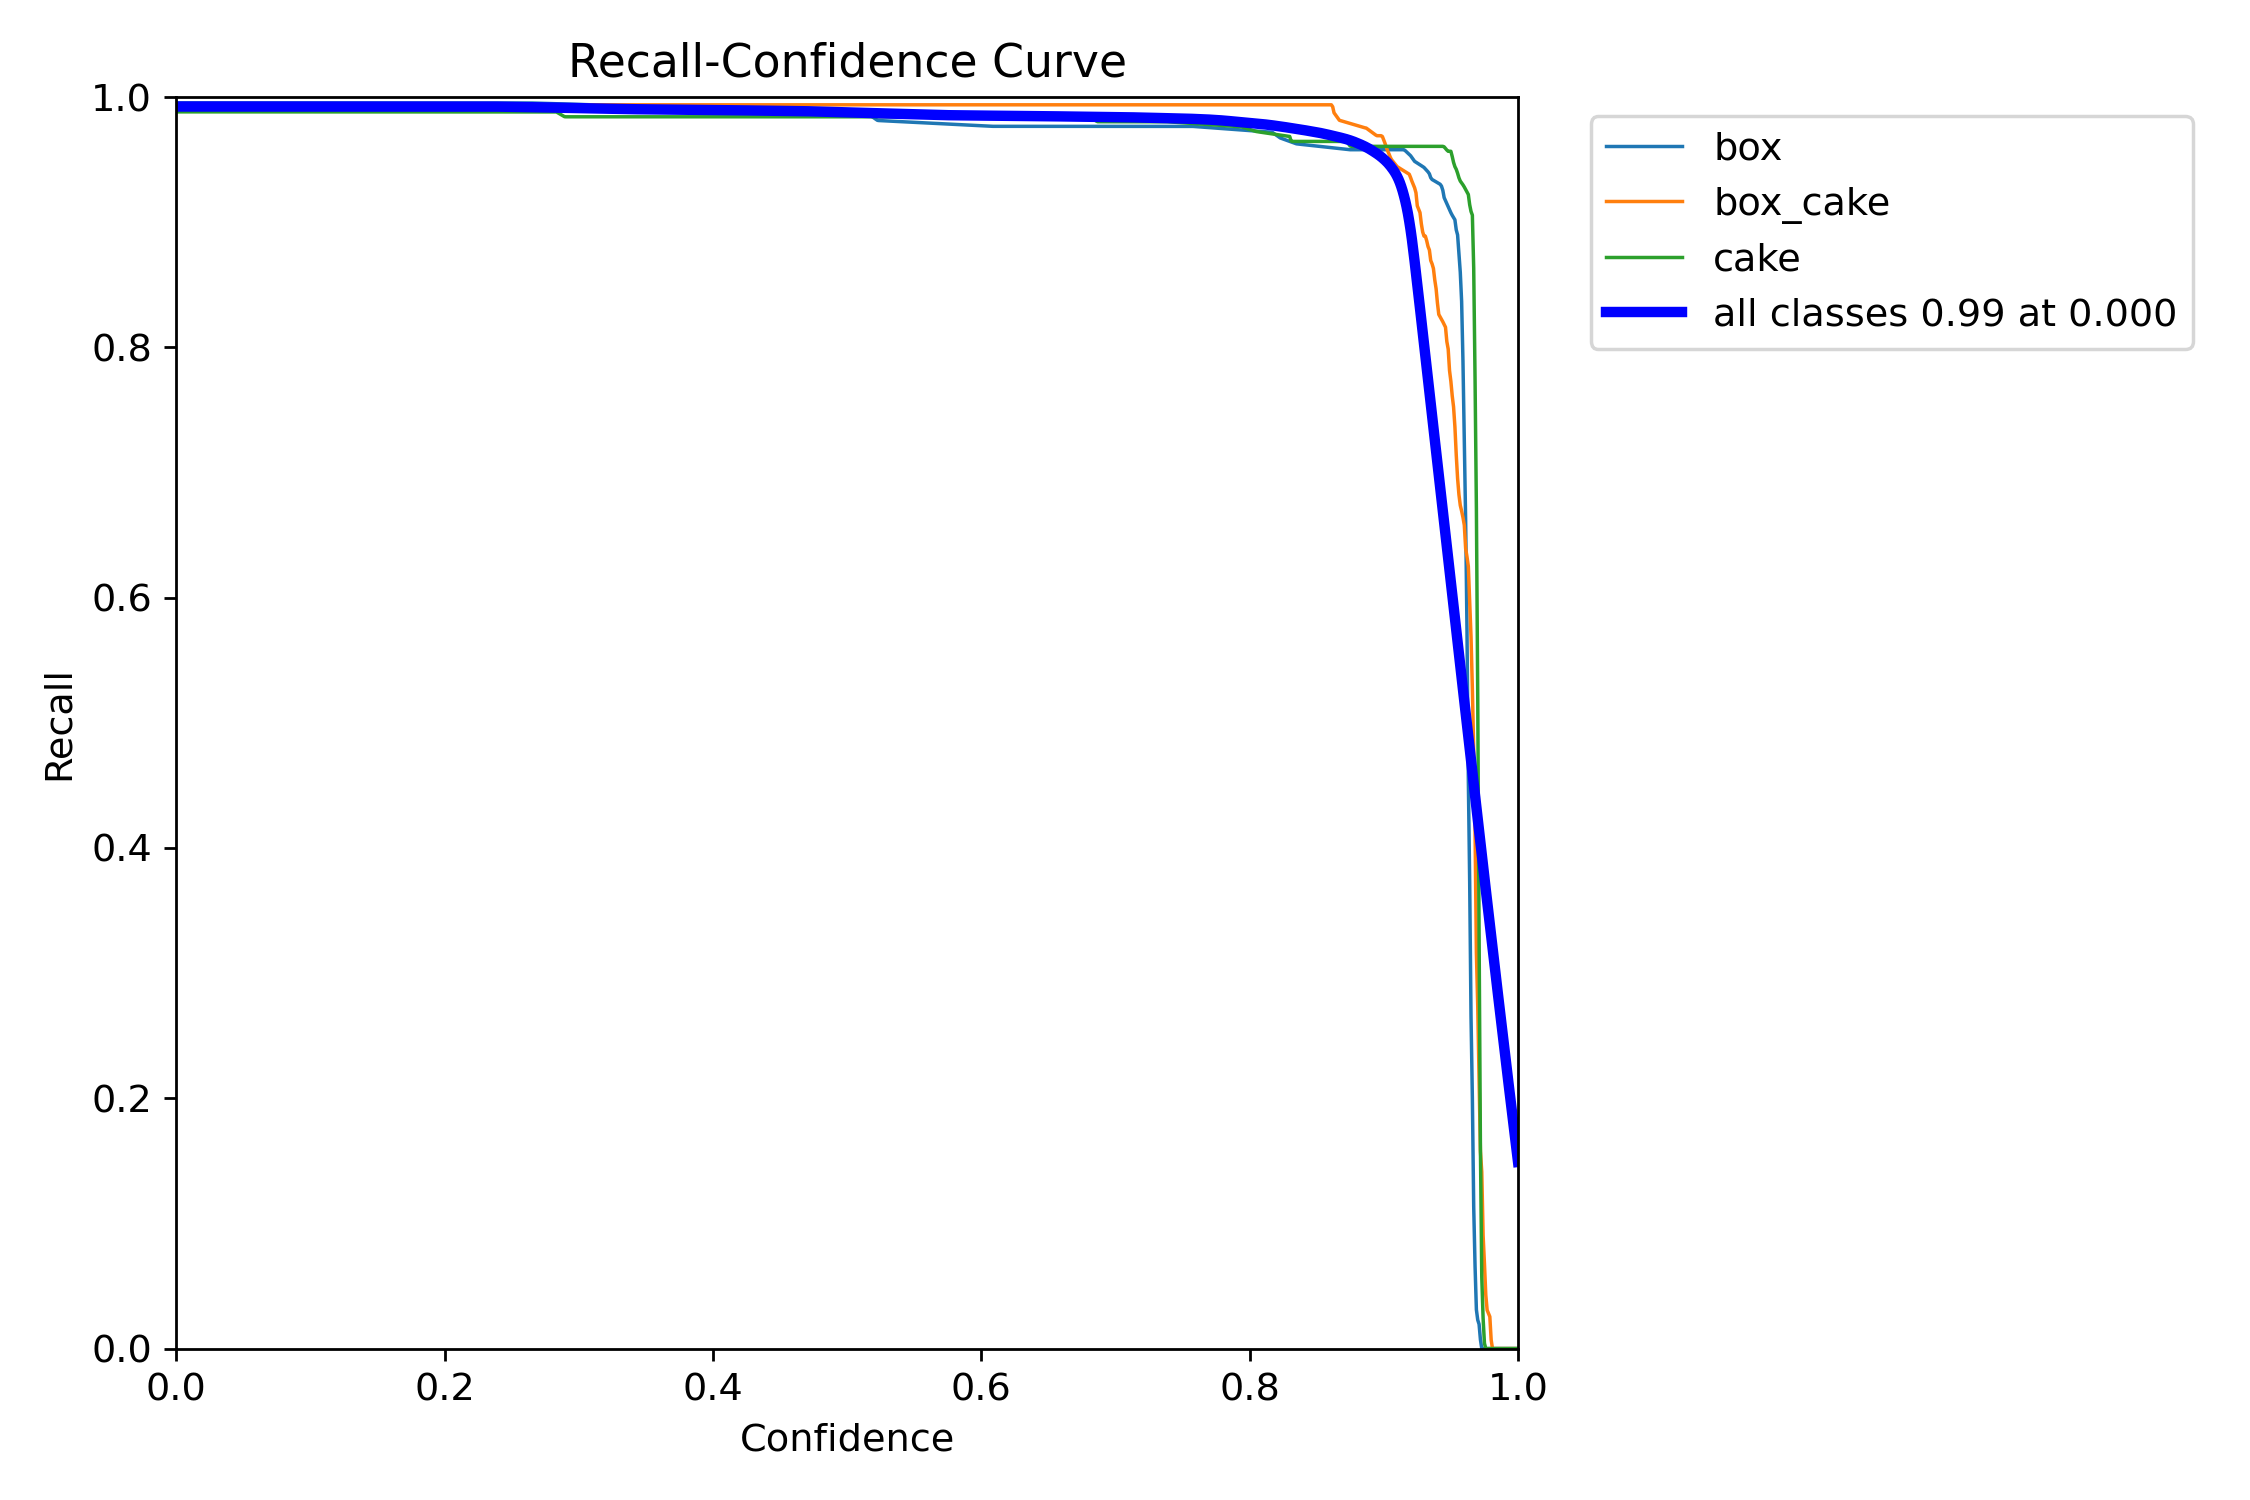 Recall-Confidence Curve
1.0
0.8
0.6
0.4
0.2
0.0
Recall
0.0 0.2 0.4 0.6 0.8 1.0
Confidence
box
box_cake
cake
all classes 0.99 at 0.000